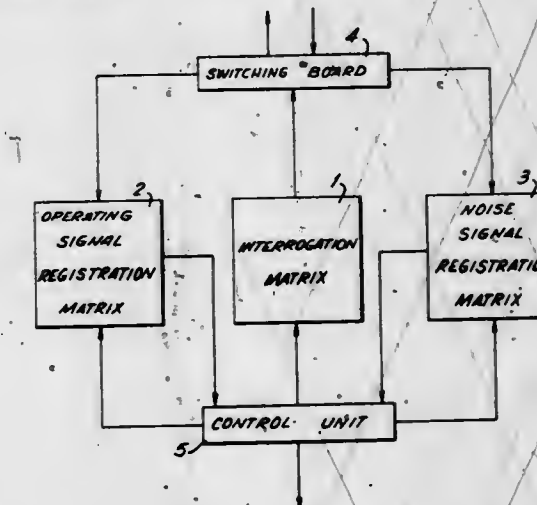 4
SWITCHING BOARD
2
OPERATING
SIGNAL
REGISTRATION
MATRIX
1
INTERROGATION
MATRIX
3
NOISE
SIGNAL
REGISTRATIO
MATRIX
CONTROL UNIT
5